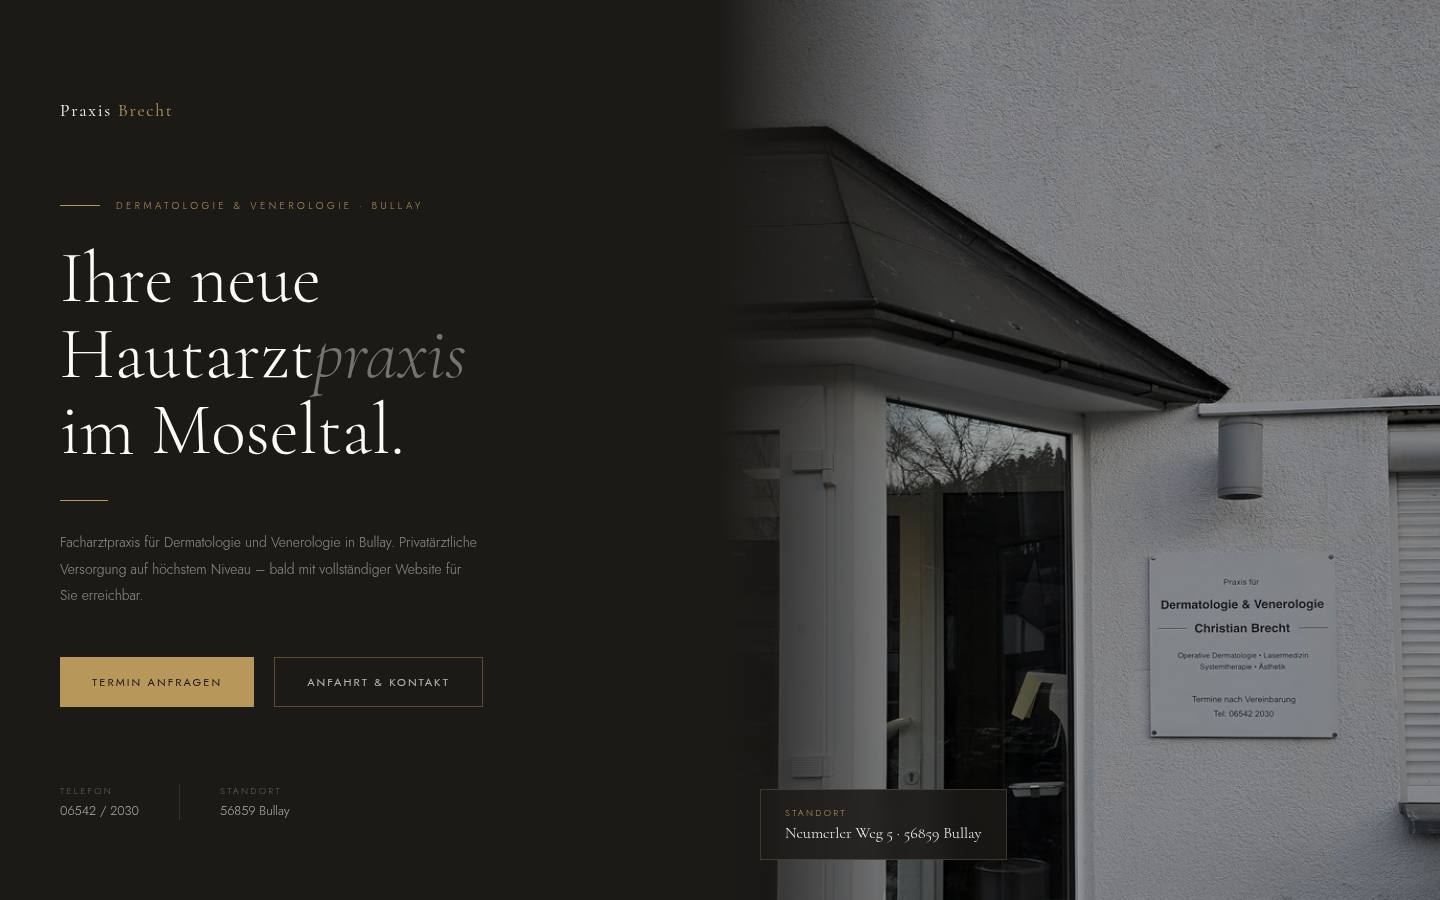 Praxis Brecht
DERMATOLOGIE & VENEROLOGIE · BULLAY
Ihre neue
Hautarztpraxis
im Moseltal.
Facharztpraxis für Dermatologie und Venerologie in Bullay. Privatärztliche
Versorgung auf höchstem Niveau – bald mit vollständiger Website für
Sie erreichbar.
TERMIN ANFRAGEN
ANFAHRT & KONTAKT
TELEFON
06542 / 2030
STANDORT
56859 Bullay
Praxis für
Dermatologie & Venerologie
Christian Brecht
Operative Dermatologie • Lasermedizin
Systemtherapie • Ästhetik
Termine nach Vereinbarung
Tel: 06542 2030
STANDORT
Neumerler Weg 5 · 56859 Bullay